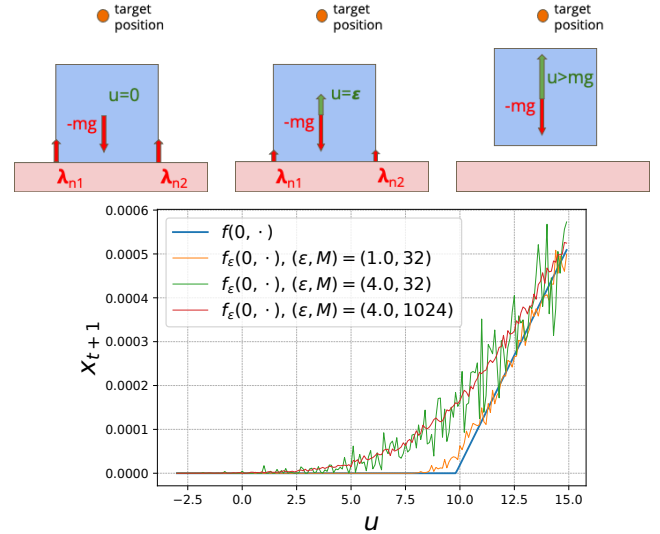 target
position
target
position
target
position
u=0
-mg
λn1
λn2
u=ε
-mg
λn1
λn2
u>mg
-mg
0.0006
0.0005
0.0004
0.0003
0.0002
0.0001
0.0000
xt+1
f(0, ·)
fε(0, ·), (ε, M) = (1.0, 32)
fε(0, ·), (ε, M) = (4.0, 32)
fε(0, ·), (ε, M) = (4.0, 1024)
−2.5 0.0 2.5 5.0 7.5 10.0 12.5 15.0
u